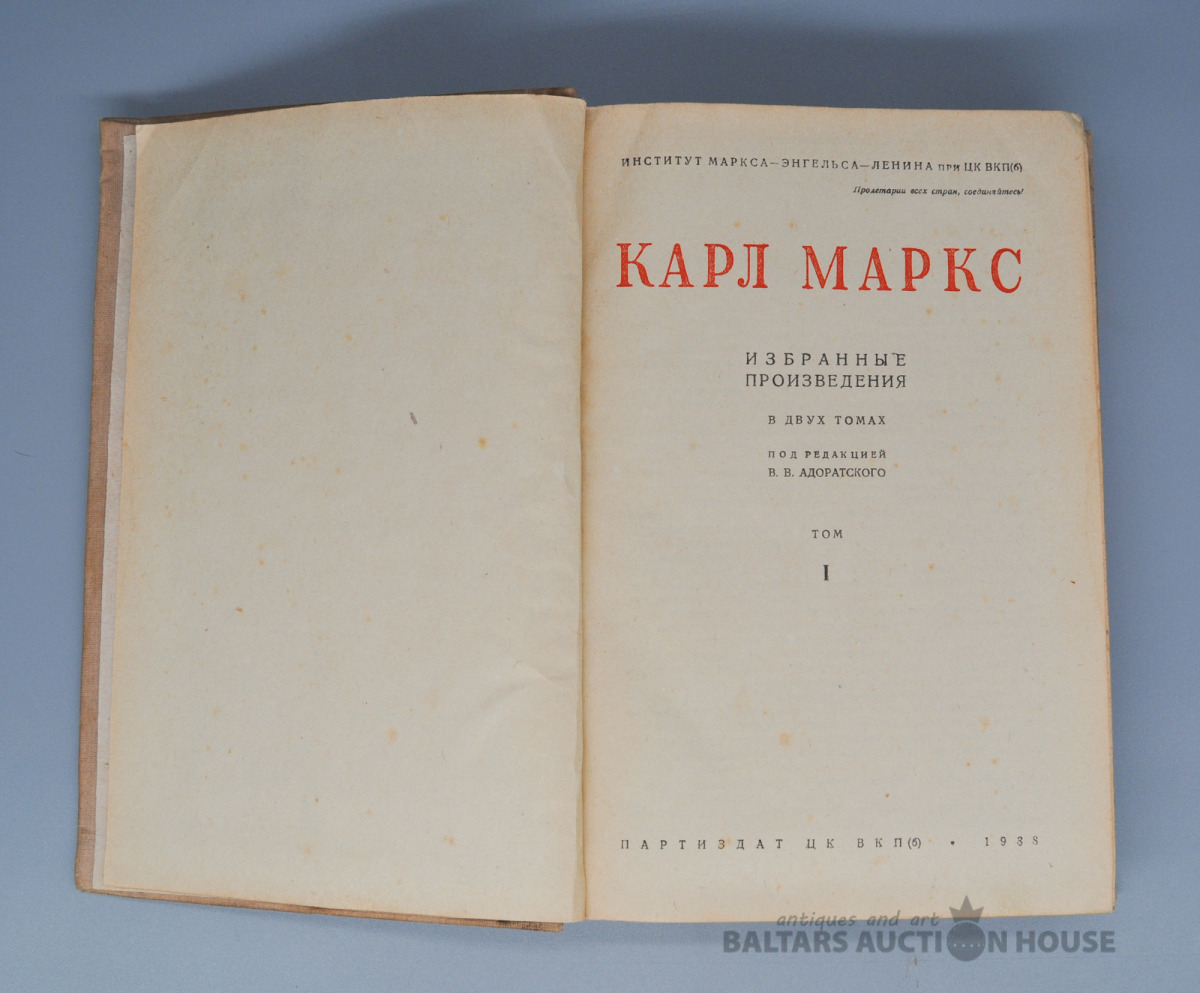 ИНСТИТУТ МАРКСА—ЭНГЕЛЬСА—ЛЕНИНА ПРИ ЦК ВКП(б)
Пролетарии всех стран, соединяйтесь!
КАРЛ МАРКС
ИЗБРАННЫЕ
ПРОИЗВЕДЕНИЯ
В ДВУХ ТОМАХ
ПОД РЕДАКЦИЕЙ
В. В. АДОРАТСКОГО
ТОМ
I
ПАРТИЗДАТ ЦК ВКП(б) • 1938
antiques and art
BALTARS AUCTION HOUSE